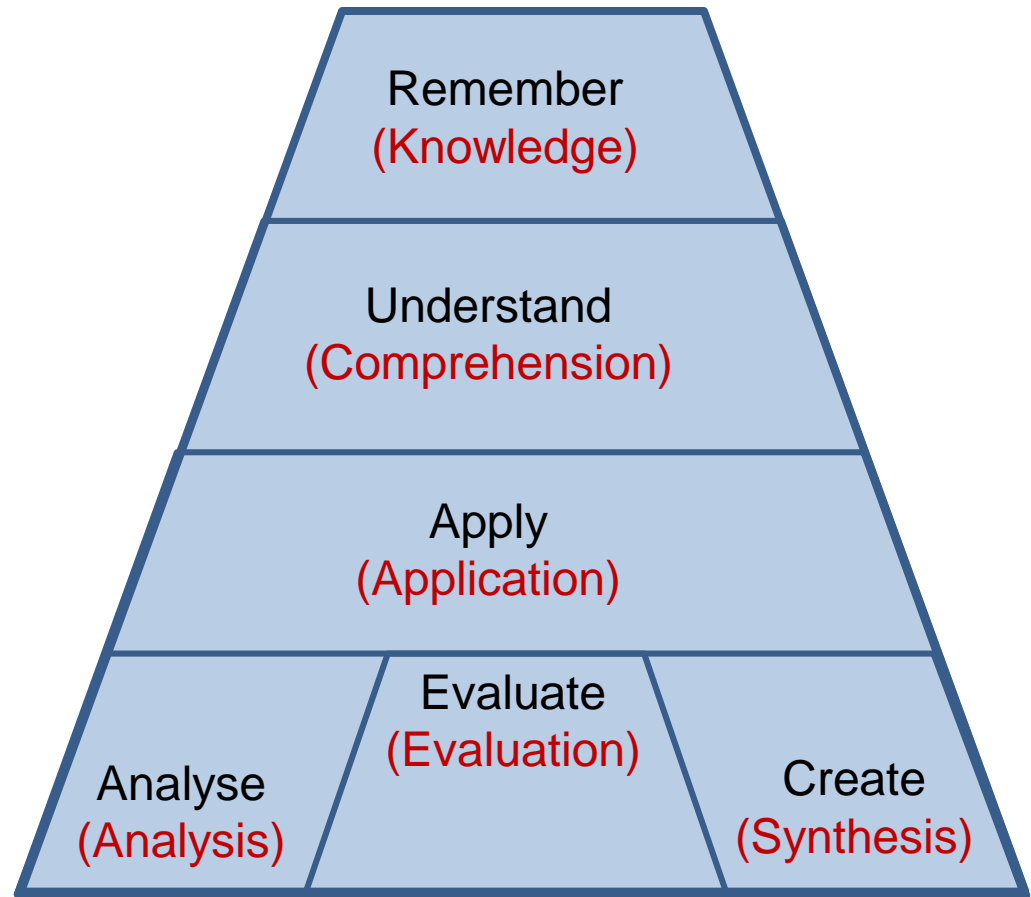 Remember
(Knowledge)
Understand
(Comprehension)
Apply
(Application)
Analyse
(Analysis)
Evaluate
(Evaluation)
Create
(Synthesis)